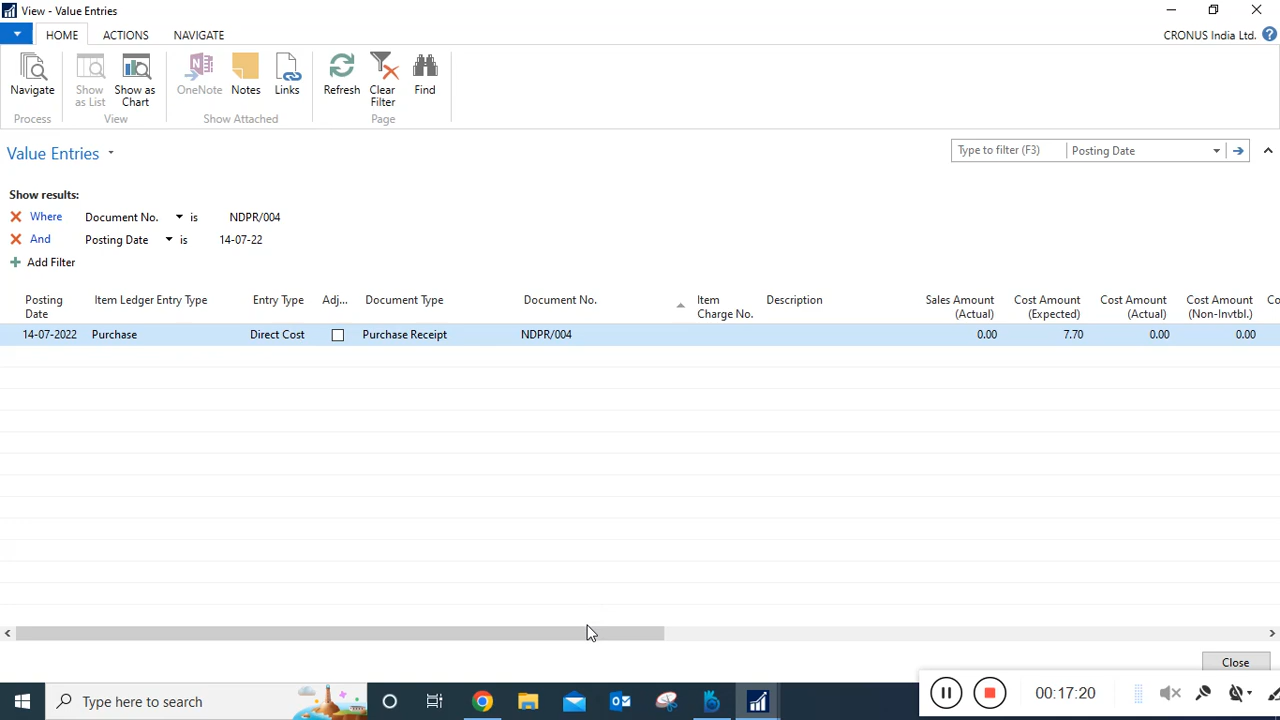 View - Value Entries
HOME ACTIONS NAVIGATE CRONUS India Ltd.
Navigate Show as List Show as Chart OneNote Notes Links Refresh Clear Filter Find
Process View Show Attached Page
Value Entries Type to filter (F3) Posting Date
Show results:
Where Document No. is NDPR/004
And Posting Date is 14-07-22
Add Filter
Posting Date Item Ledger Entry Type Entry Type Adj... Document Type Document No. Item Charge No. Description Sales Amount (Actual) Cost Amount (Expected) Cost Amount (Actual) Cost Amount (Non-Invtbl.) Co
14-07-2022 Purchase Direct Cost Purchase Receipt NDPR/004 0.00 7.70 0.00 0.00
Close
Type here to search 00:17:20